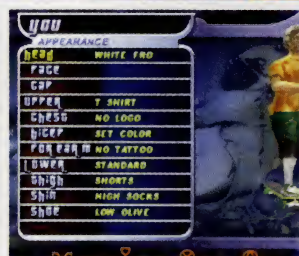 you
APPEARANCE
head WHITE FRO
face
cap
upper T SHIRT
chest NO LOGO
bicep SET COLOR
forearm NO TATTOO
lower STANDARD
thigh SHORTS
shin HIGH SOCKS
shoe LOW OLIVE